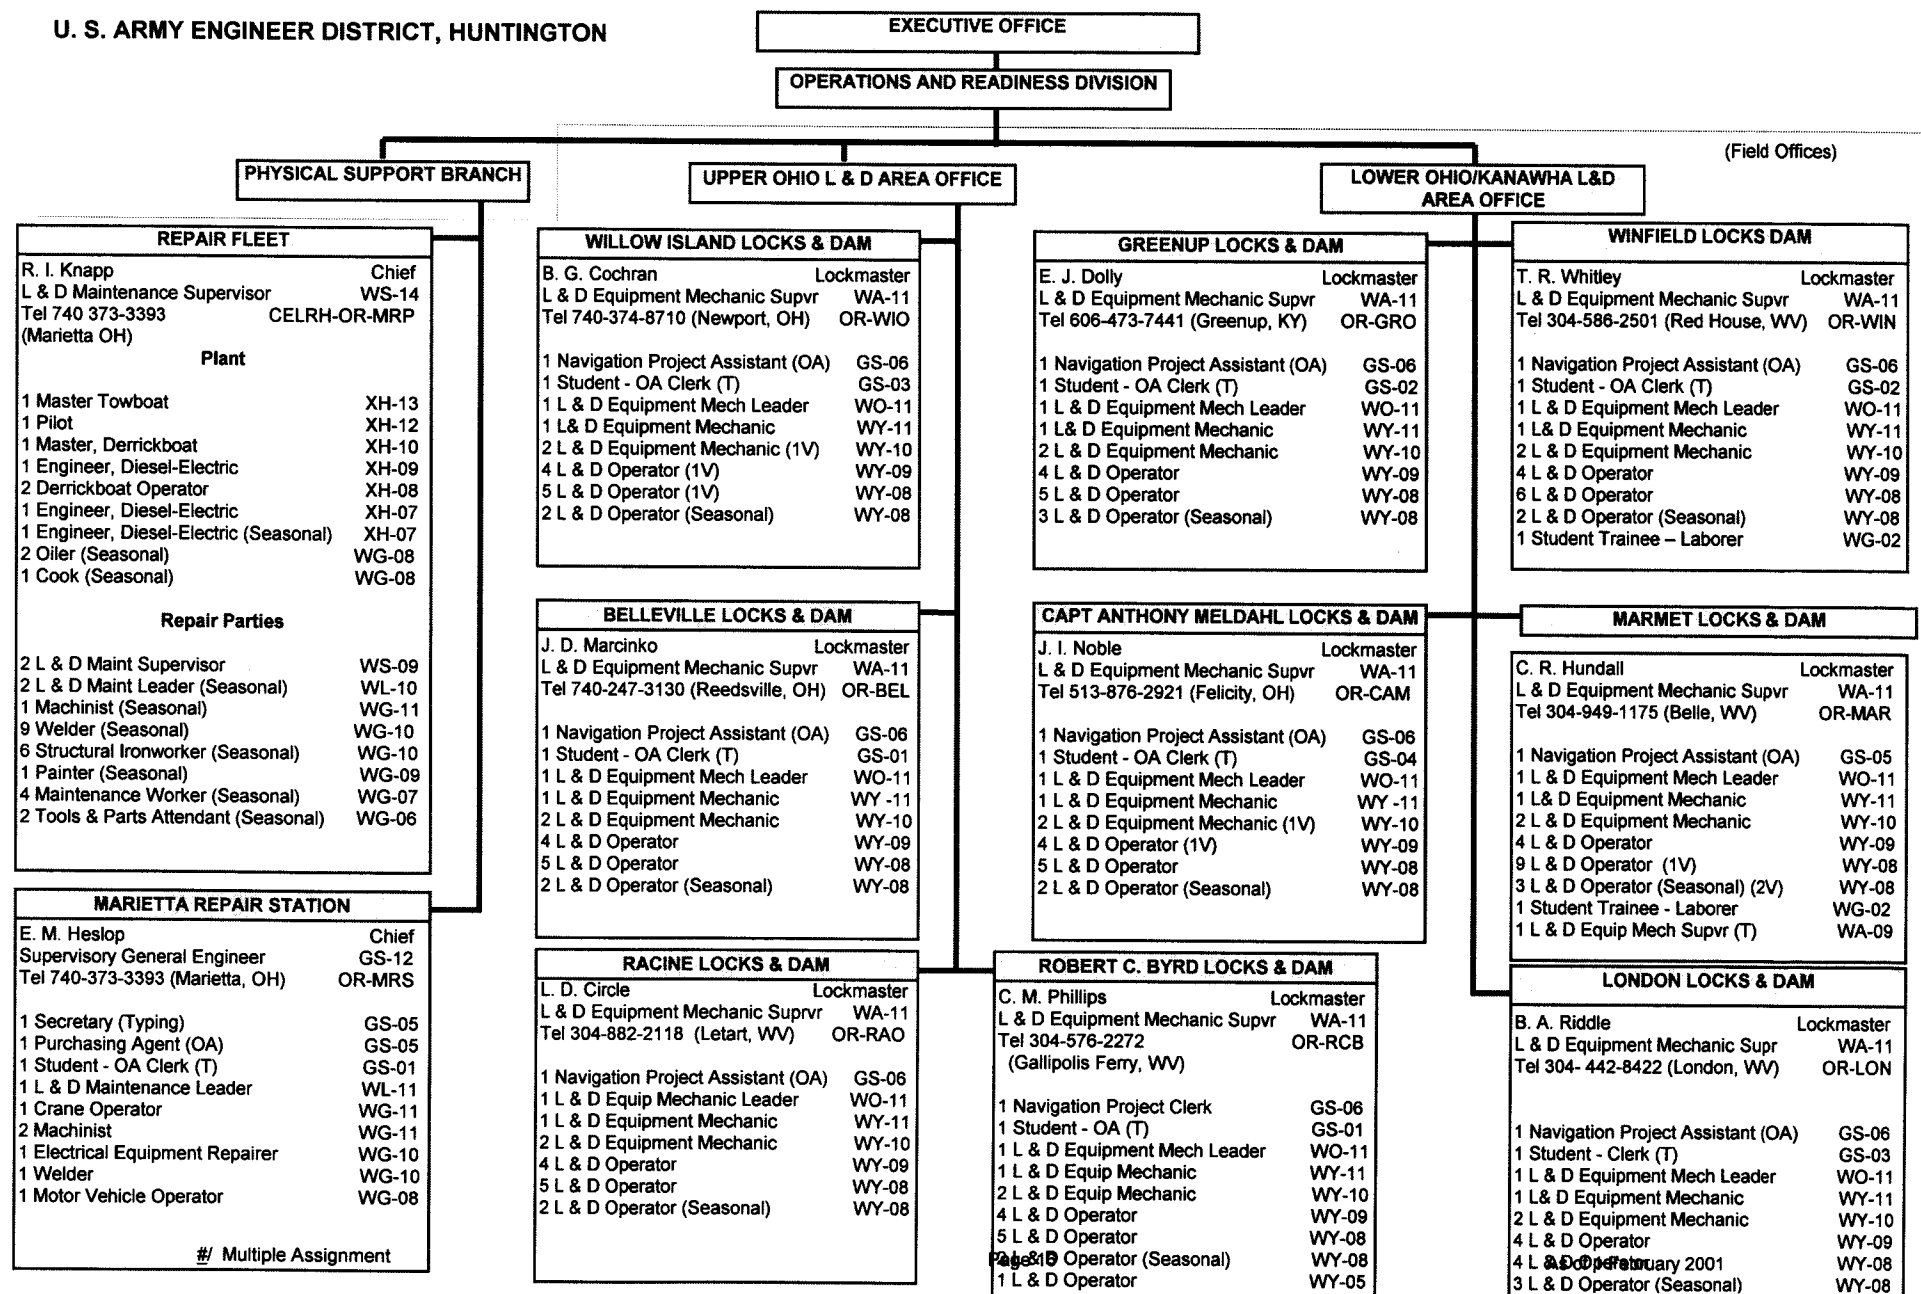 U. S. ARMY ENGINEER DISTRICT, HUNTINGTON
EXECUTIVE OFFICE
OPERATIONS AND READINESS DIVISION
(Field Offices)
PHYSICAL SUPPORT BRANCH
UPPER OHIO L & D AREA OFFICE
LOWER OHIO/KANAWHA L&D
AREA OFFICE
REPAIR FLEET
R. I. Knapp Chief
L & D Maintenance Supervisor WS-14
Tel 740 373-3393 CELRH-OR-MRP
(Marietta OH)
Plant
1 Master Towboat XH-13
1 Pilot XH-12
1 Master, Derrickboat XH-10
1 Engineer, Diesel-Electric XH-09
2 Derrickboat Operator XH-08
1 Engineer, Diesel-Electric XH-07
1 Engineer, Diesel-Electric (Seasonal) XH-07
2 Oiler (Seasonal) WG-08
1 Cook (Seasonal) WG-08
Repair Parties
2 L & D Maint Supervisor WS-09
2 L & D Maint Leader (Seasonal) WL-10
1 Machinist (Seasonal) WG-11
9 Welder (Seasonal) WG-10
6 Structural Ironworker (Seasonal) WG-10
1 Painter (Seasonal) WG-09
4 Maintenance Worker (Seasonal) WG-07
2 Tools & Parts Attendant (Seasonal) WG-06
MARIETTA REPAIR STATION
E. M. Heslop Chief
Supervisory General Engineer GS-12
Tel 740-373-3393 (Marietta, OH) OR-MRS
1 Secretary (Typing) GS-05
1 Purchasing Agent (OA) GS-05
1 Student - OA Clerk (T) GS-01
1 L & D Maintenance Leader WL-11
1 Crane Operator WG-11
2 Machinist WG-11
1 Electrical Equipment Repairer WG-10
1 Welder WG-10
1 Motor Vehicle Operator WG-08
#/ Multiple Assignment
WILLOW ISLAND LOCKS & DAM
B. G. Cochran Lockmaster
L & D Equipment Mechanic Supvr WA-11
Tel 740-374-8710 (Newport, OH) OR-WIO
1 Navigation Project Assistant (OA) GS-06
1 Student - OA Clerk (T) GS-03
1 L & D Equipment Mech Leader WO-11
1 L& D Equipment Mechanic WY-11
2 L & D Equipment Mechanic (1V) WY-10
4 L & D Operator (1V) WY-09
5 L & D Operator (1V) WY-08
2 L & D Operator (Seasonal) WY-08
BELLEVILLE LOCKS & DAM
J. D. Marcinko Lockmaster
L & D Equipment Mechanic Supvr WA-11
Tel 740-247-3130 (Reedsville, OH) OR-BEL
1 Navigation Project Assistant (OA) GS-06
1 Student - OA Clerk (T) GS-01
1 L & D Equipment Mech Leader WO-11
1 L & D Equipment Mechanic WY -11
2 L & D Equipment Mechanic WY-10
4 L & D Operator WY-09
5 L & D Operator WY-08
2 L & D Operator (Seasonal) WY-08
RACINE LOCKS & DAM
L. D. Circle Lockmaster
L & D Equipment Mechanic Suprvr WA-11
Tel 304-882-2118 (Letart, WV) OR-RAO
1 Navigation Project Assistant (OA) GS-06
1 L & D Equip Mechanic Leader WO-11
1 L & D Equipment Mechanic WY-11
2 L & D Equipment Mechanic WY-10
4 L & D Operator WY-09
5 L & D Operator WY-08
2 L & D Operator (Seasonal) WY-08
GREENUP LOCKS & DAM
E. J. Dolly Lockmaster
L & D Equipment Mechanic Supvr WA-11
Tel 606-473-7441 (Greenup, KY) OR-GRO
1 Navigation Project Assistant (OA) GS-06
1 Student - OA Clerk (T) GS-02
1 L & D Equipment Mech Leader WO-11
1 L& D Equipment Mechanic WY-11
2 L & D Equipment Mechanic WY-10
4 L & D Operator WY-09
5 L & D Operator WY-08
3 L & D Operator (Seasonal) WY-08
CAPT ANTHONY MELDAHL LOCKS & DAM
J. I. Noble Lockmaster
L & D Equipment Mechanic Supvr WA-11
Tel 513-876-2921 (Felicity, OH) OR-CAM
1 Navigation Project Assistant (OA) GS-06
1 Student - OA Clerk (T) GS-04
1 L & D Equipment Mech Leader WO-11
1 L & D Equipment Mechanic WY -11
2 L & D Equipment Mechanic (1V) WY-10
4 L & D Operator (1V) WY-09
5 L & D Operator WY-08
2 L & D Operator (Seasonal) WY-08
ROBERT C. BYRD LOCKS & DAM
C. M. Phillips Lockmaster
L & D Equipment Mechanic Supvr WA-11
Tel 304-576-2272 OR-RCB
(Gallipolis Ferry, WV)
1 Navigation Project Clerk GS-06
1 Student - OA (T) GS-01
1 L & D Equipment Mech Leader WO-11
1 L & D Equip Mechanic WY-11
2 L & D Equip Mechanic WY-10
4 L & D Operator WY-09
5 L & D Operator WY-08
L & D Operator (Seasonal) WY-08
1 L & D Operator WY-05
WINFIELD LOCKS DAM
T. R. Whitley Lockmaster
L & D Equipment Mechanic Supvr WA-11
Tel 304-586-2501 (Red House, WV) OR-WIN
1 Navigation Project Assistant (OA) GS-06
1 Student - OA Clerk (T) GS-02
1 L & D Equipment Mech Leader WO-11
1 L& D Equipment Mechanic WY-11
2 L & D Equipment Mechanic WY-10
4 L & D Operator WY-09
6 L & D Operator WY-08
2 L & D Operator (Seasonal) WY-08
1 Student Trainee – Laborer WG-02
MARMET LOCKS & DAM
C. R. Hundall Lockmaster
L & D Equipment Mechanic Supvr WA-11
Tel 304-949-1175 (Belle, WV) OR-MAR
1 Navigation Project Assistant (OA) GS-05
1 L & D Equipment Mech Leader WO-11
1 L& D Equipment Mechanic WY-11
2 L & D Equipment Mechanic WY-10
4 L & D Operator WY-09
9 L & D Operator (1V) WY-08
3 L & D Operator (Seasonal) (2V) WY-08
1 Student Trainee - Laborer WG-02
1 L & D Equip Mech Supvr (T) WA-09
LONDON LOCKS & DAM
B. A. Riddle Lockmaster
L & D Equipment Mechanic Supr WA-11
Tel 304- 442-8422 (London, WV) OR-LON
1 Navigation Project Assistant (OA) GS-06
1 Student - Clerk (T) GS-03
1 L & D Equipment Mech Leader WO-11
1 L& D Equipment Mechanic WY-11
2 L & D Equipment Mechanic WY-10
4 L & D Operator WY-09
4 L & D Operator WY-08
3 L & D Operator (Seasonal) WY-08
February 2001